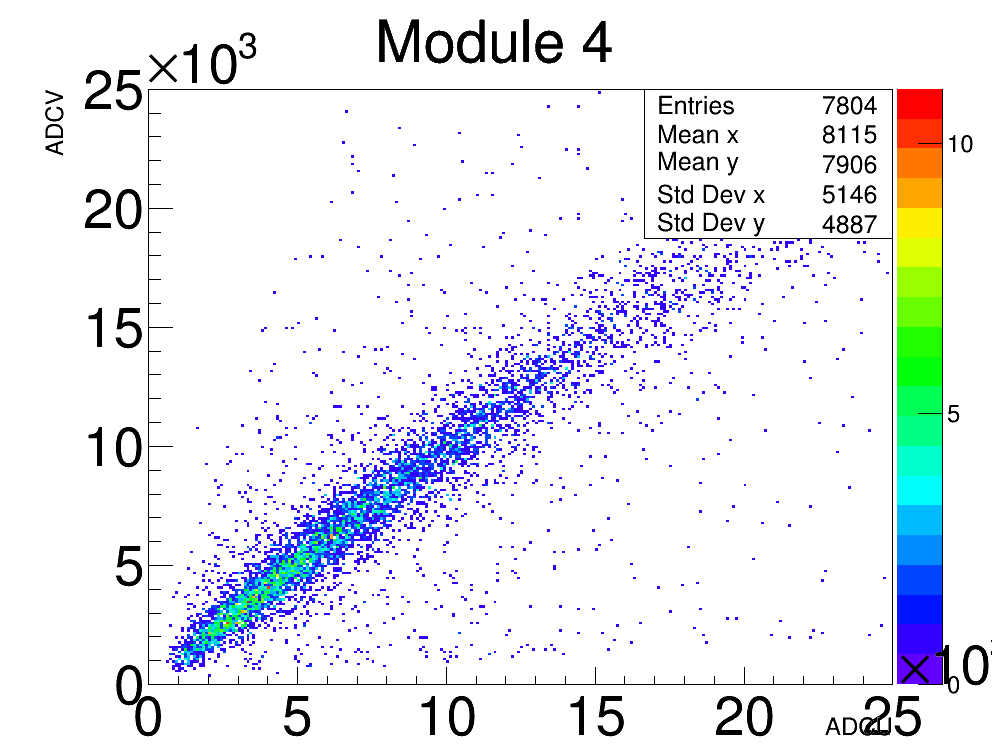 Module 4
×10³
ADCV
25
20
15
10
5
0
Entries 7804
Mean x 8115
Mean y 7906
Std Dev x 5146
Std Dev y 4887
10
5
0
×10
0 5 10 15 20 25
ADCU